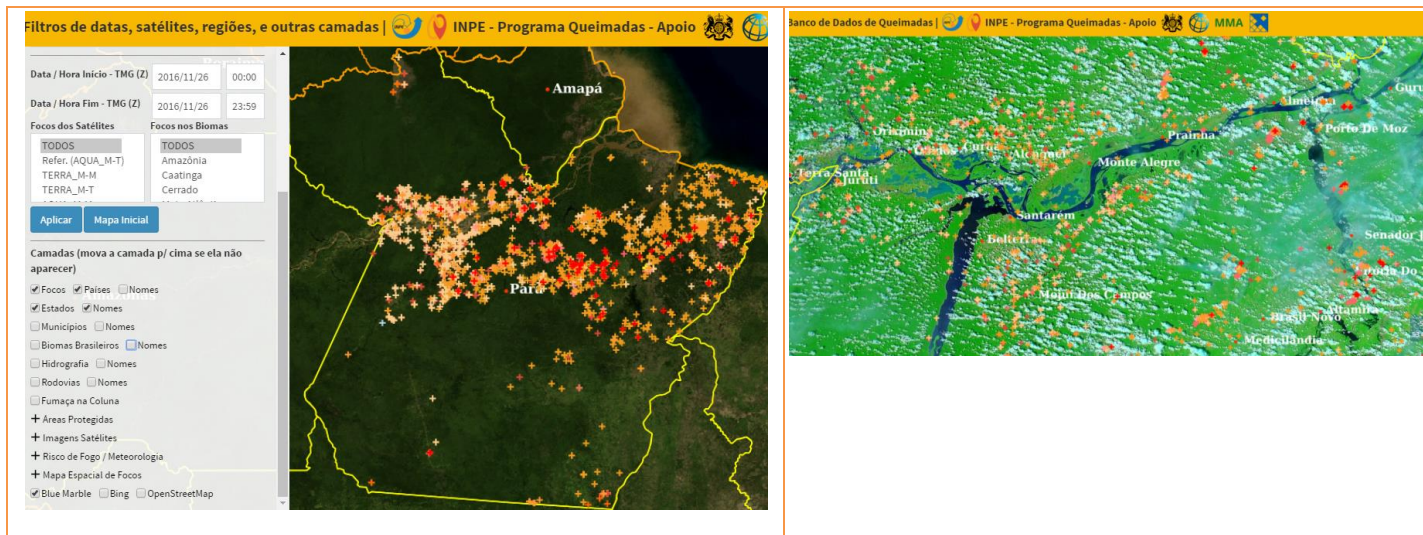 Filtros de datas, satélites, regiões, e outras camadas | INPE - Programa Queimadas - Apoio
Data / Hora Início - TMG (Z) 2016/11/26 00:00
Data / Hora Fim - TMG (Z) 2016/11/26 23:59
Focos dos Satélites Focos nos Biomas
TODOS TODOS
Refer. (AQUA_M-T) Amazônia
TERRA_M-M Caatinga
TERRA_M-T Cerrado
Aplicar Mapa Inicial
Camadas (mova a camada p/ cima se ela não
aparecer)
Focos Países Nomes
Amazonas
Estados Nomes
Municípios Nomes
Biomas Brasileiros Nomes
Hidrografia Nomes
Rodovias Nomes
Fumaça na Coluna
+ Áreas Protegidas
+ Imagens Satélites
+ Risco de Fogo / Meteorologia
+ Mapa Espacial de Focos
Blue Marble Bing OpenStreetMap
Amapá
Pará
Banco de Dados de Queimadas | INPE - Programa Queimadas - Apoio MMA
Almeirim
Guru
Oriximiná
Porto De Moz
Prainha
Curuá
Alenquer
Monte Alegre
Terra Santa
Juruti
Santarém
Belterra
Senador J
Mojuí Dos Campos
Altamira
Brasil Novo
Medicilândia